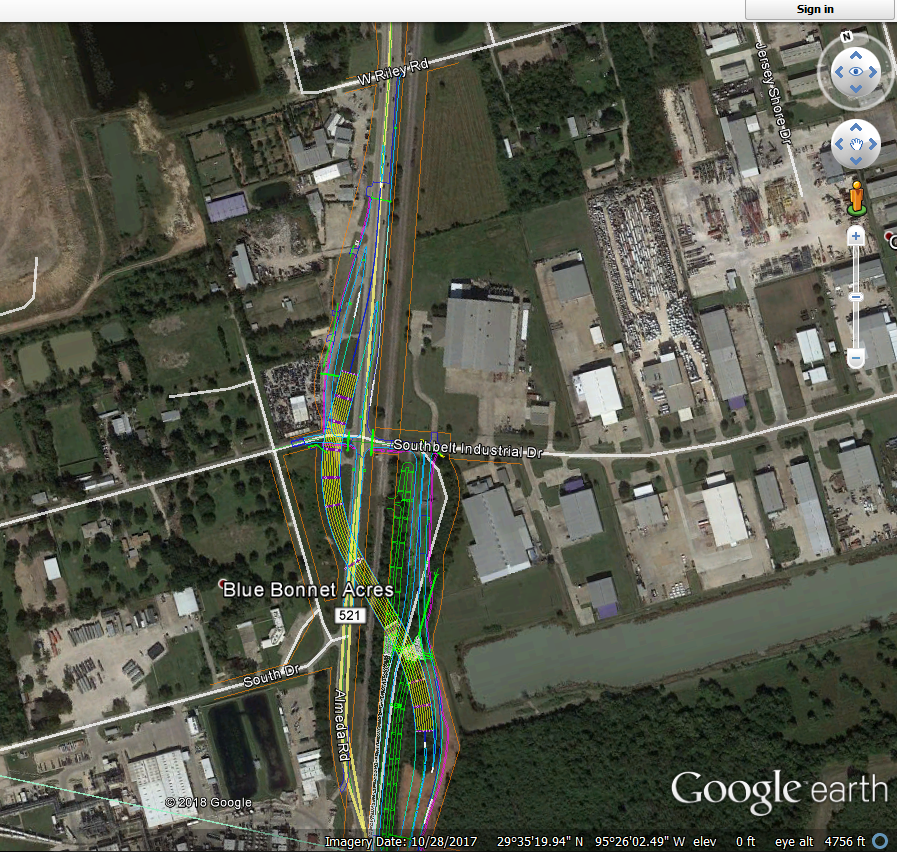 Sign in
N
W Riley Rd
Jersey Shore Dr
Southbelt Industrial Dr
Blue Bonnet Acres
521
South Dr
Almeda Rd
© 2018 Google
Google earth
Imagery Date: 10/28/2017 29°35'19.94" N 95°26'02.49" W elev 0 ft eye alt 4756 ft